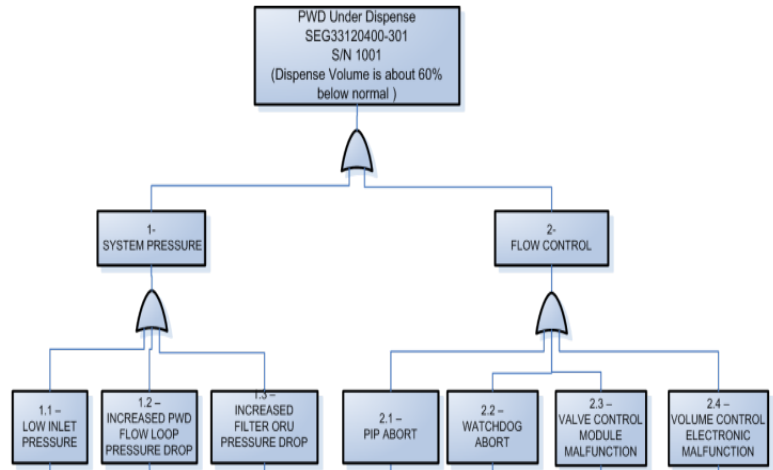 PWD Under Dispense
SEG33120400-301
S/N 1001
(Dispense Volume is about 60%
below normal )
1-
SYSTEM PRESSURE
2-
FLOW CONTROL
1.1 –
LOW INLET
PRESSURE
1.2 –
INCREASED PWD
FLOW LOOP
PRESSURE DROP
1.3 –
INCREASED
FILTER ORU
PRESSURE DROP
2.1 –
PIP ABORT
2.2 –
WATCHDOG
ABORT
2.3 –
VALVE CONTROL
MODULE
MALFUNCTION
2.4 –
VOLUME CONTROL
ELECTRONIC
MALFUNCTION